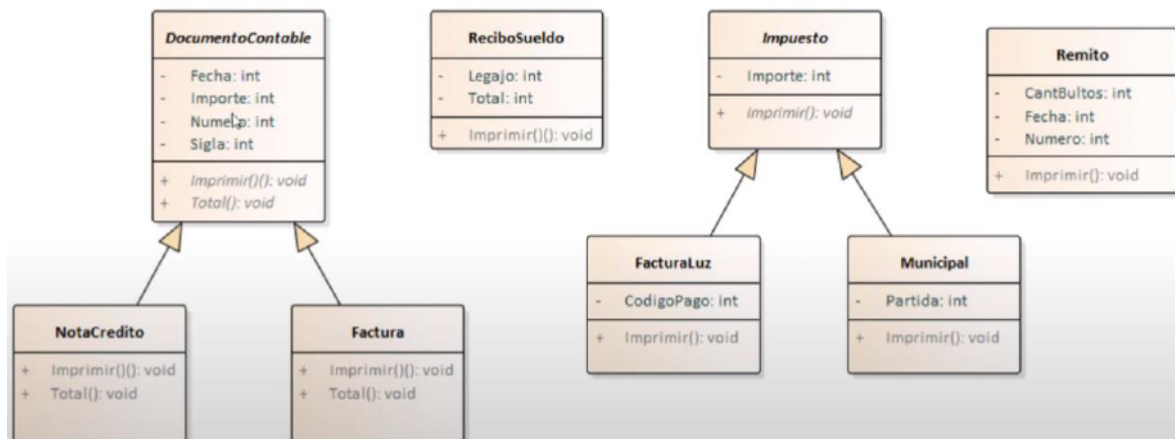 DocumentoContable
- Fecha: int
- Importe: int
- Numero: int
- Sigla: int
+ Imprimir()(): void
+ Total(): void
ReciboSueldo
- Legajo: int
- Total: int
+ Imprimir()(): void
Impuesto
- Importe: int
+ Imprimir(): void
Remito
- CantBultos: int
- Fecha: int
- Numero: int
+ Imprimir(): void
NotaCredito
+ Imprimir()(): void
+ Total(): void
Factura
+ Imprimir()(): void
+ Total(): void
FacturaLuz
- CodigoPago: int
+ Imprimir(): void
Municipal
- Partida: int
+ Imprimir(): void